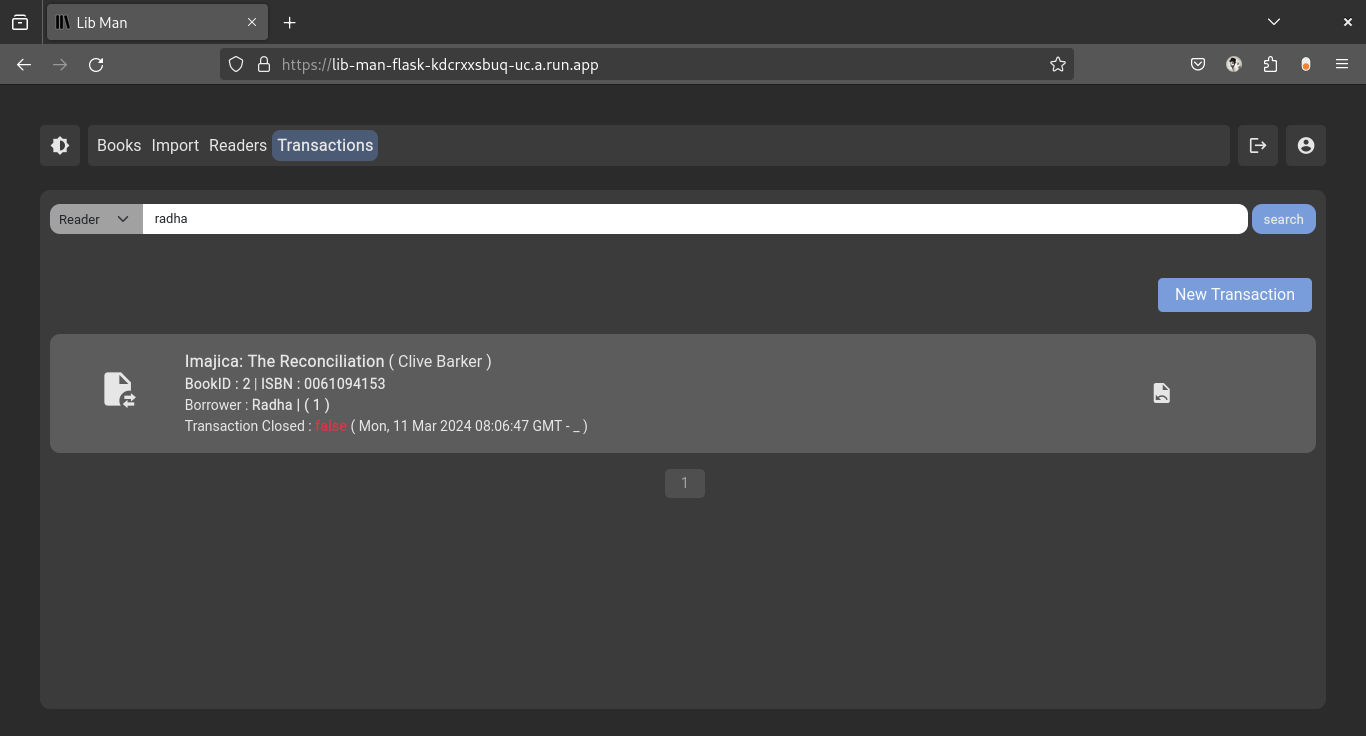 Lib Man
https://lib-man-flask-kdcrxxsbuq-uc.a.run.app
Books Import Readers Transactions
Reader radha search
New Transaction
Imajica: The Reconciliation ( Clive Barker )
BookID : 2 | ISBN : 0061094153
Borrower : Radha | ( 1 )
Transaction Closed : false ( Mon, 11 Mar 2024 08:06:47 GMT - _ )
1